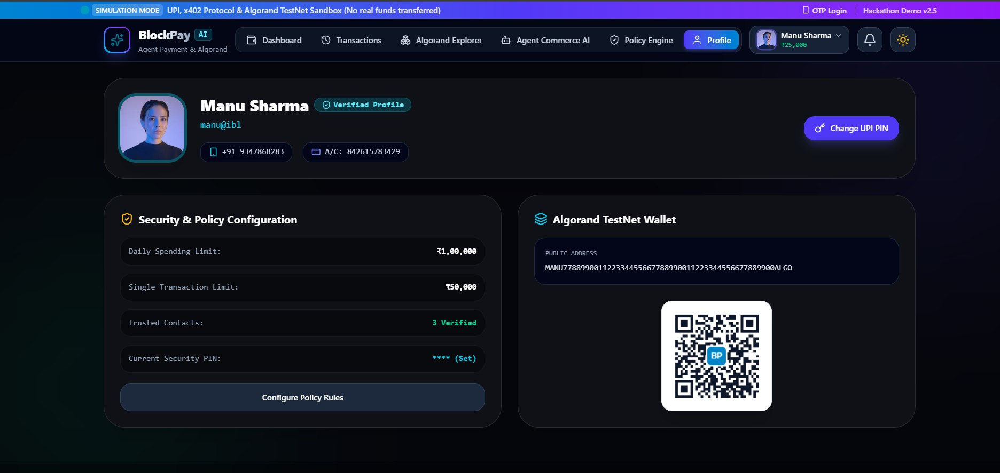 SIMULATION MODE UPI, x402 Protocol & Algorand TestNet Sandbox (No real funds transferred) OTP Login Hackathon Demo v2.5
BlockPay AI
Agent Payment & Algorand
Dashboard Transactions Algorand Explorer Agent Commerce AI Policy Engine Profile
Manu Sharma
₹25,000
Manu Sharma Verified Profile
manu@ibl
+91 9347868283 A/C: 842615783429
Change UPI PIN
Security & Policy Configuration
Daily Spending Limit: ₹1,00,000
Single Transaction Limit: ₹50,000
Trusted Contacts: 3 Verified
Current Security PIN: **** (Set)
Configure Policy Rules
Algorand TestNet Wallet
PUBLIC ADDRESS
MANU778899001122334455667788990011223344556677889900ALGO
BP